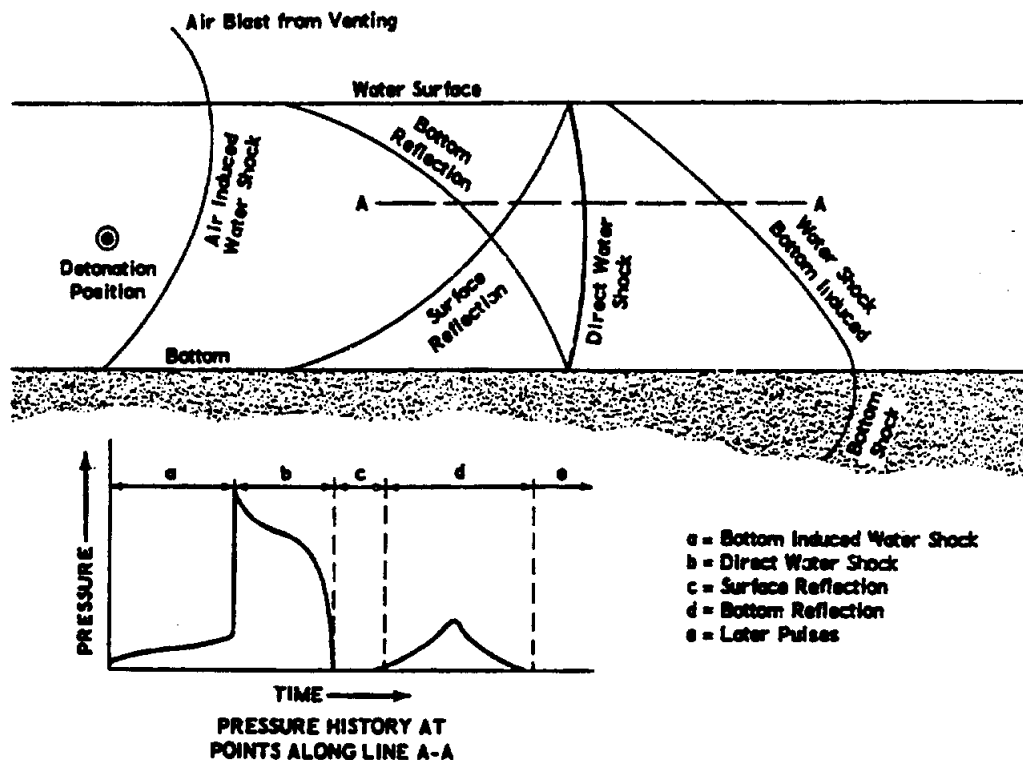 Air Blast from Venting
Water Surface
Bottom
Reflection
Air Induced
Water Shock
A
A
Detonation
Position
Surface
Reflection
Direct Water
Shock
Water Shock
Bottom Induced
Bottom
Bottom
Shock
a
b
c
d
e
PRESSURE
TIME
PRESSURE HISTORY AT
POINTS ALONG LINE A-A
a = Bottom Induced Water Shock
b = Direct Water Shock
c = Surface Reflection
d = Bottom Reflection
e = Later Pulses